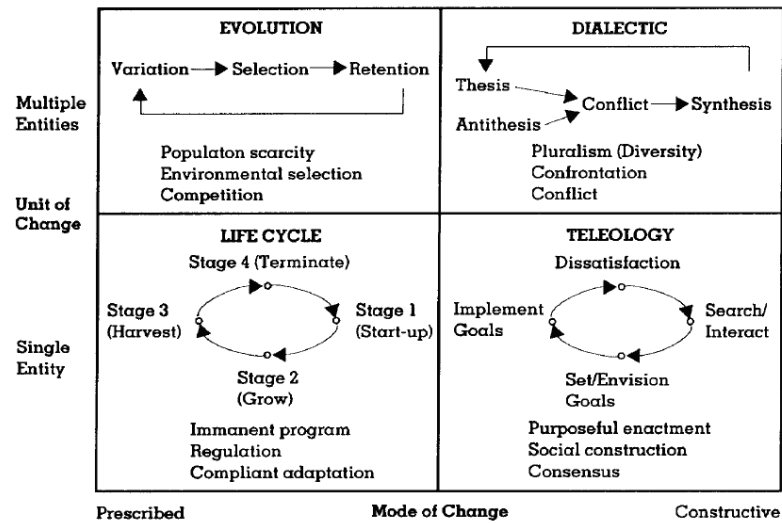 EVOLUTION
Variation Selection Retention
Populaton scarcity
Environmental selection
Competition
DIALECTIC
Thesis
Antithesis
Conflict Synthesis
Pluralism (Diversity)
Confrontation
Conflict
Multiple
Entities
Unit of
Change
Single
Entity
LIFE CYCLE
Stage 4 (Terminate)
Stage 3
(Harvest)
Stage 1
(Start-up)
Stage 2
(Grow)
Immanent program
Regulation
Compliant adaptation
TELEOLOGY
Dissatisfaction
Implement
Goals
Search/
Interact
Set/Envision
Goals
Purposeful enactment
Social construction
Consensus
Prescribed Mode of Change Constructive